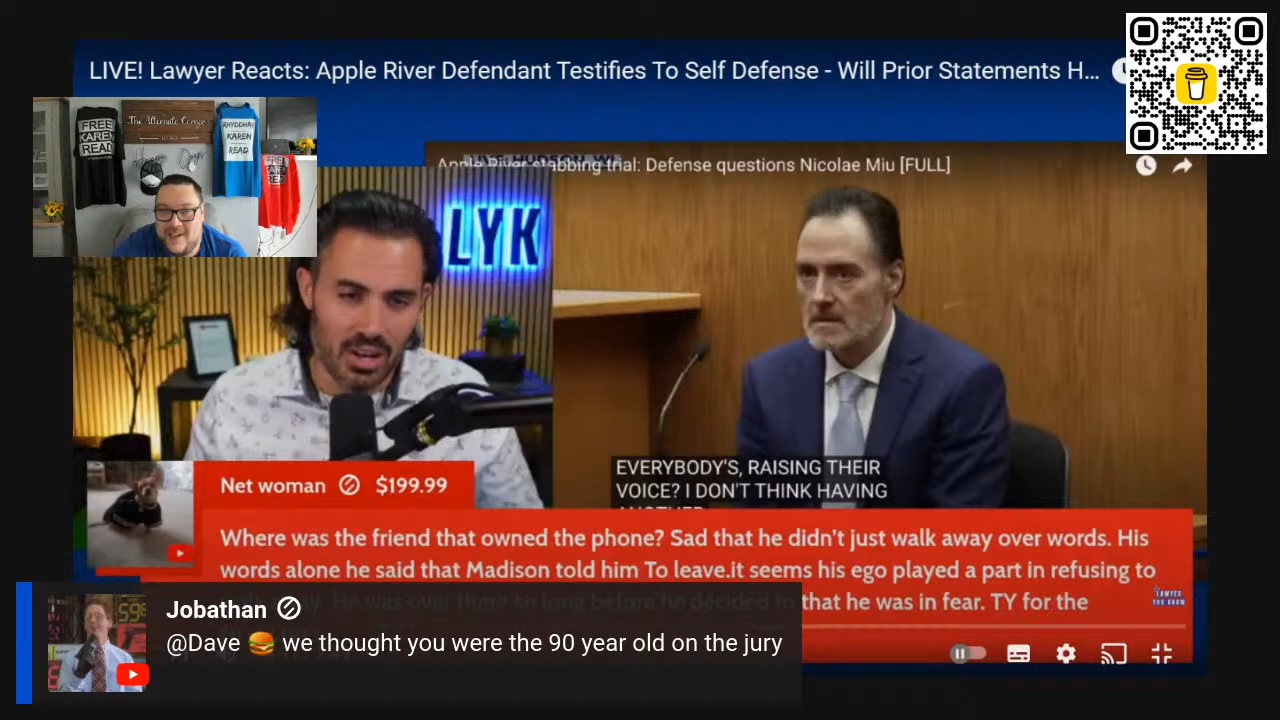 LIVE! Lawyer Reacts: Apple River Defendant Testifies To Self Defense - Will Prior Statements H...
Apple River stabbing trial: Defense questions Nicolae Miu [FULL]
FREE
KAREN
READ
The Alternate
RHYDDHAU
KAREN
READ
FREE
KAREN
READ
LYK
EVERYBODY'S, RAISING THEIR
VOICE? I DON'T THINK HAVING
ANOTHER
Net woman $199.99
Where was the friend that owned the phone? Sad that he didn't just walk away over words. His
words alone he said that Madison told him To leave.it seems his ego played a part in refusing to
He was over there so long before he decided to that he was in fear. TY for the
LAWYER
YOU KNOW
Jobathan
@Dave 🍔 we thought you were the 90 year old on the jury